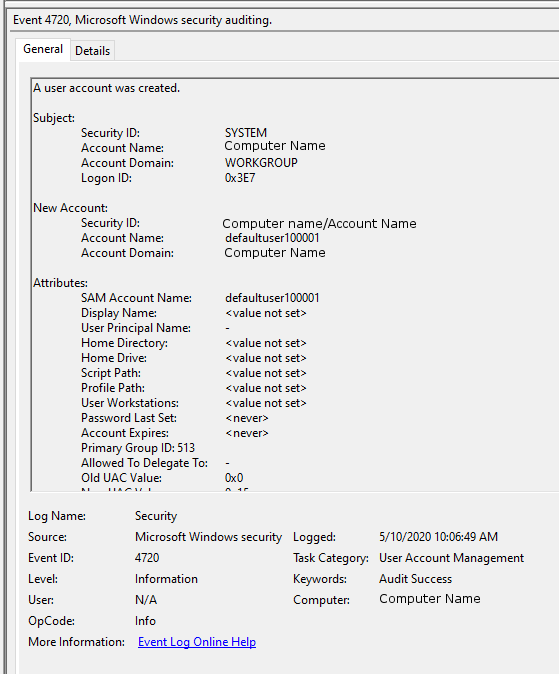 Event 4720, Microsoft Windows security auditing.
General Details
A user account was created.
Subject:
Security ID: SYSTEM
Account Name: Computer Name
Account Domain: WORKGROUP
Logon ID: 0x3E7
New Account:
Security ID: Computer name/Account Name
Account Name: defaultuser100001
Account Domain: Computer Name
Attributes:
SAM Account Name: defaultuser100001
Display Name: <value not set>
User Principal Name: -
Home Directory: <value not set>
Home Drive: <value not set>
Script Path: <value not set>
Profile Path: <value not set>
User Workstations: <value not set>
Password Last Set: <never>
Account Expires: <never>
Primary Group ID: 513
Allowed To Delegate To: -
Old UAC Value: 0x0
Log Name: Security
Source: Microsoft Windows security Logged: 5/10/2020 10:06:49 AM
Event ID: 4720 Task Category: User Account Management
Level: Information Keywords: Audit Success
User: N/A Computer: Computer Name
OpCode: Info
More Information: Event Log Online Help